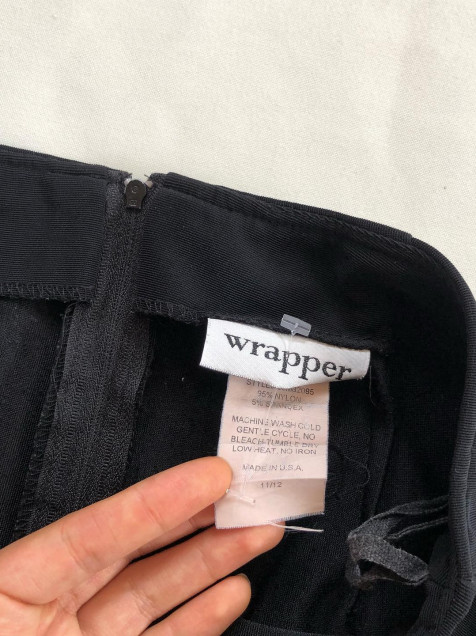 wrapper
95% NYLON
5% SPANDEX
MACHINE WASH COLD
GENTLE CYCLE, NO
BLEACH TUMBLE DRY
LOW HEAT, NO IRON
MADE IN U.S.A.
11/12